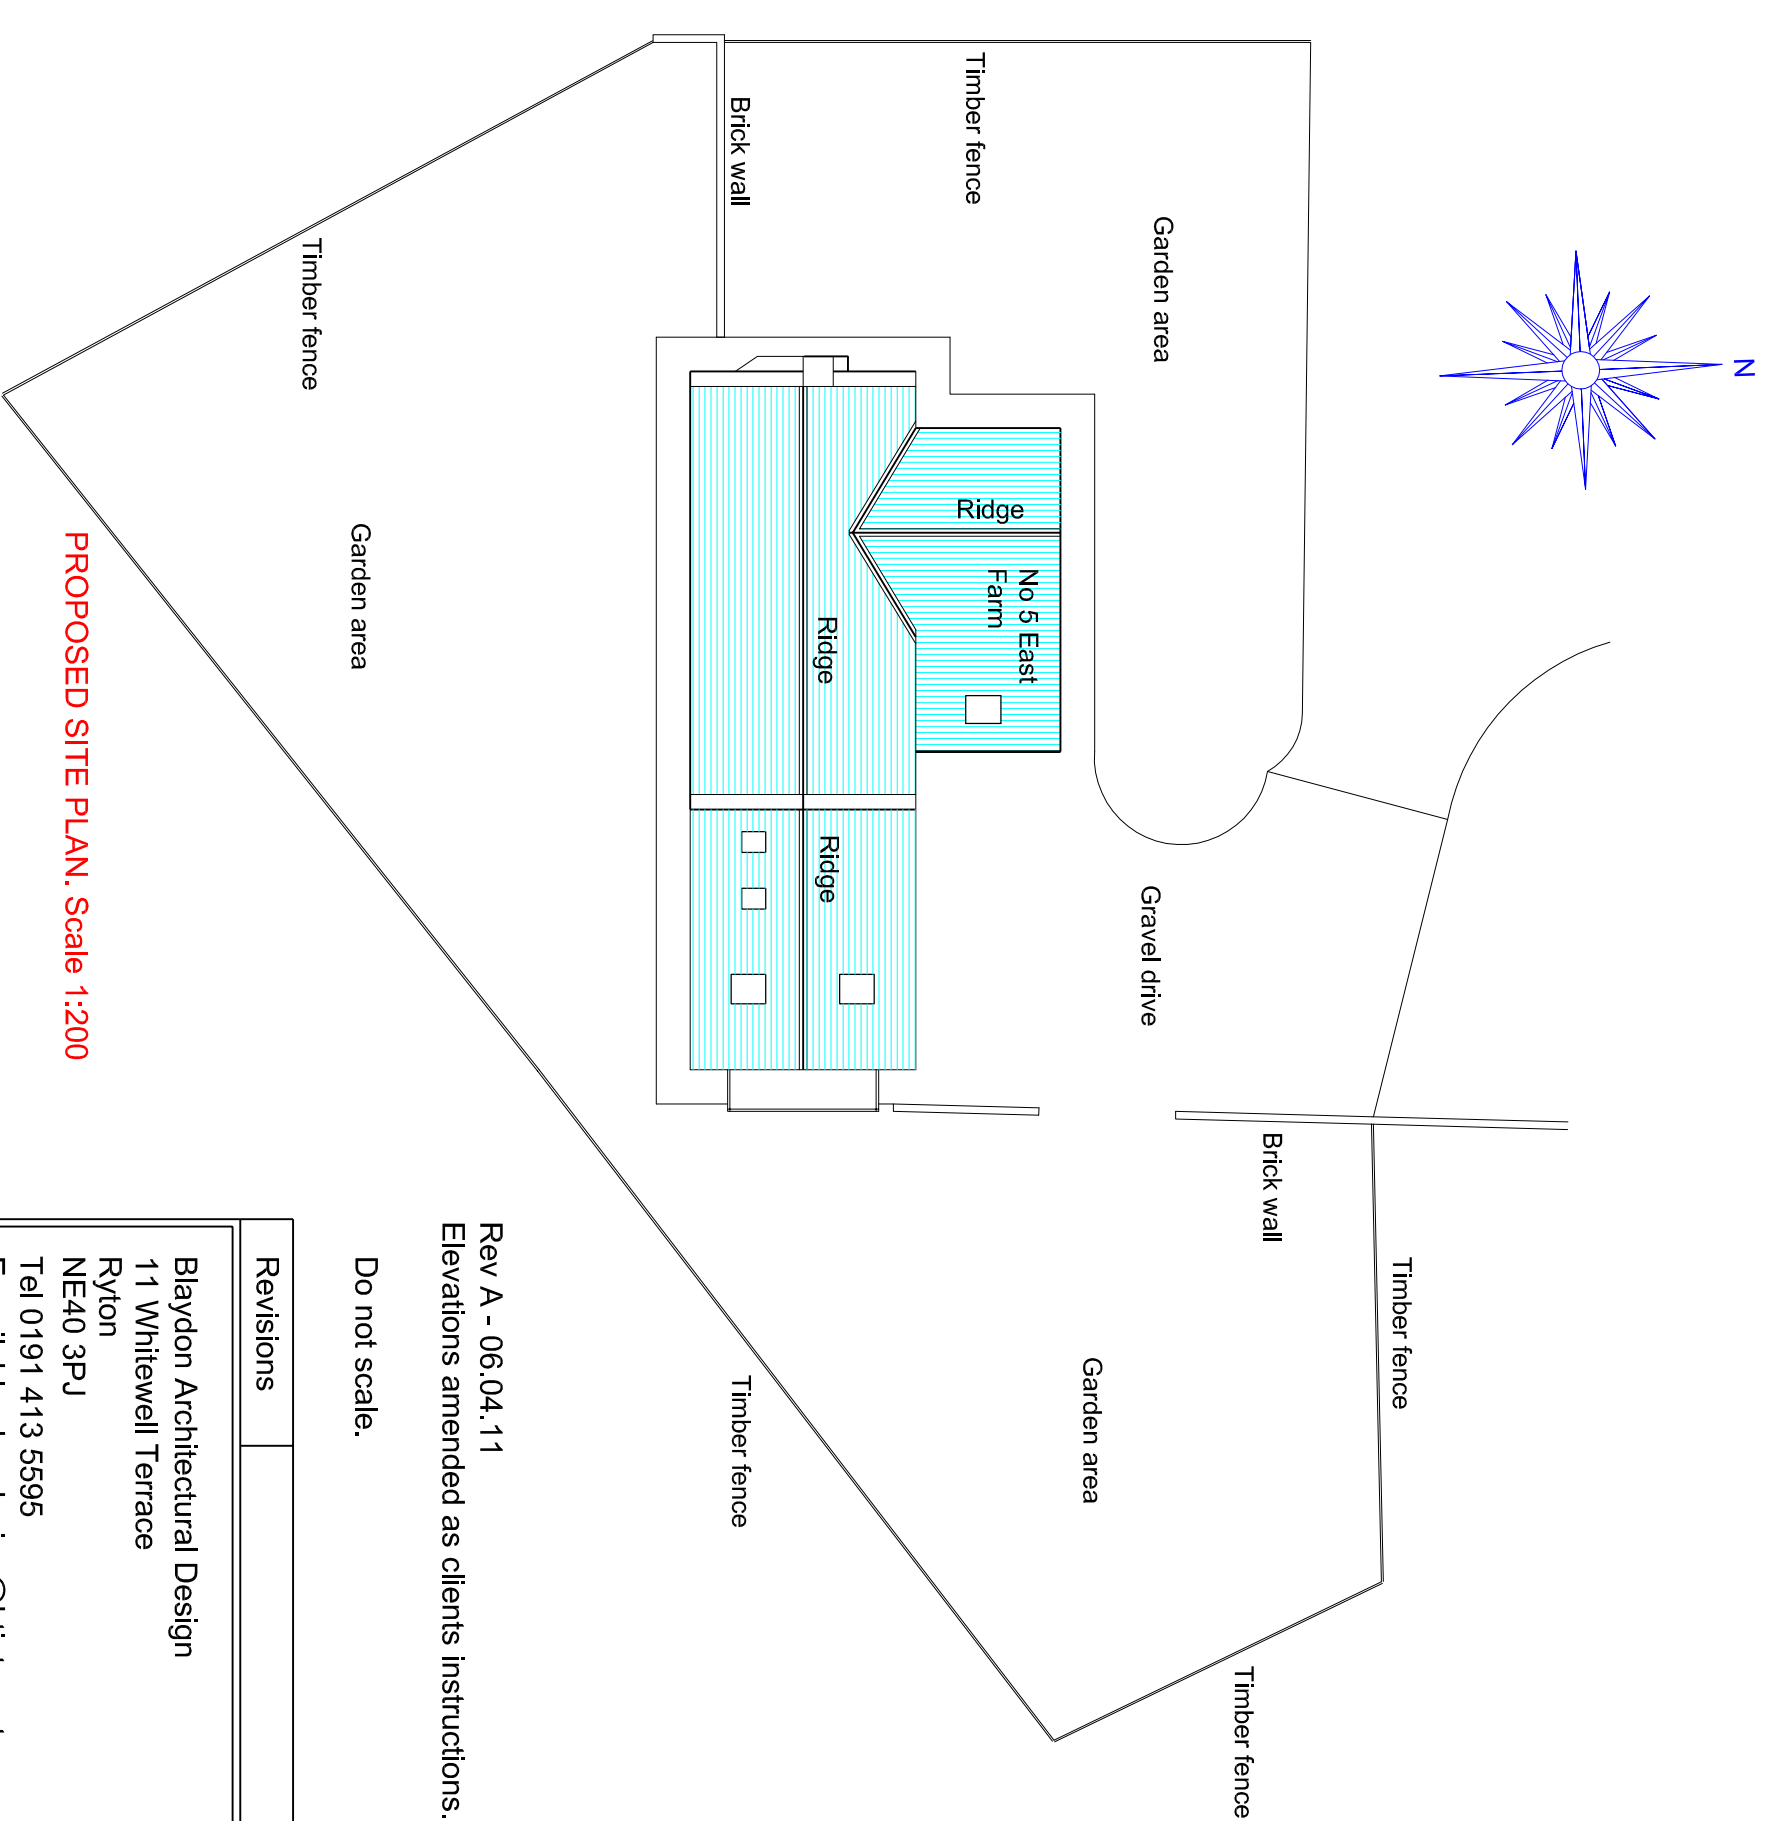 N
Timber fence
Garden area
Brick wall
Timber fence
Garden area
Ridge
No 5 East
Farm
Ridge
Ridge
Gravel drive
Brick wall
Timber fence
Garden area
Timber fence
Timber fence
PROPOSED SITE PLAN. Scale 1:200
Rev A - 06.04.11
Elevations amended as clients instructions.
Do not scale.
Revisions
Blaydon Architectural Design
11 Whitewell Terrace
Ryton
NE40 3PJ
Tel 0191 413 5595